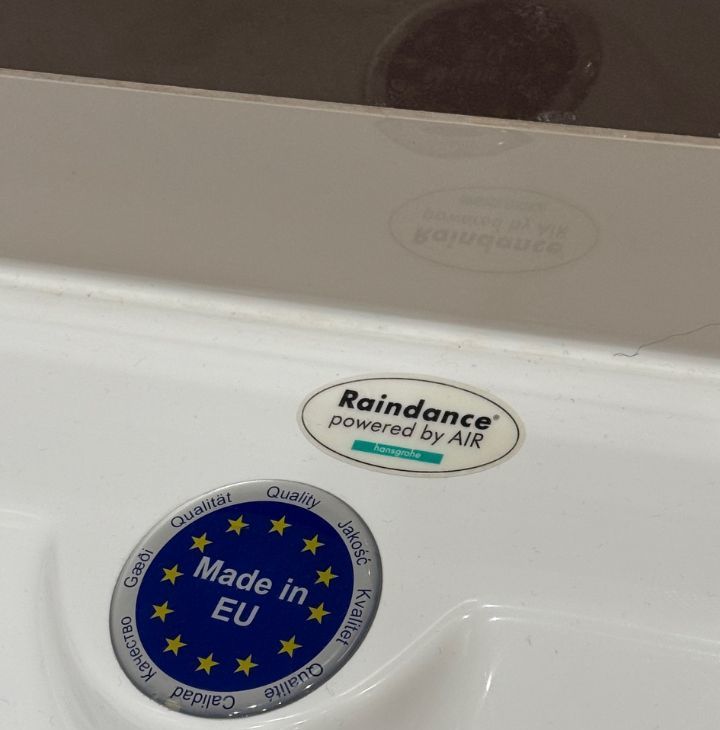 Raindance®
powered by AIR
hansgrohe
Made in
EU
Quality
Jakość
Kvalitet
Qualité
Calidad
Качество
Gæði
Qualität